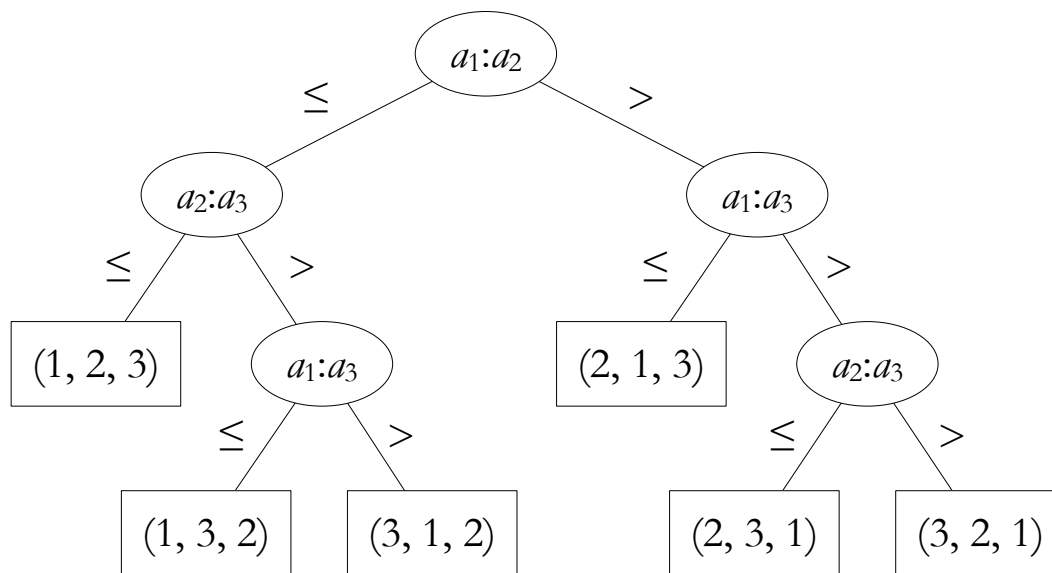 a₁:a₂
≤ >
a₂:a₃ a₁:a₃
≤ > ≤ >
(1, 2, 3) a₁:a₃ (2, 1, 3) a₂:a₃
≤ > ≤ >
(1, 3, 2) (3, 1, 2) (2, 3, 1) (3, 2, 1)